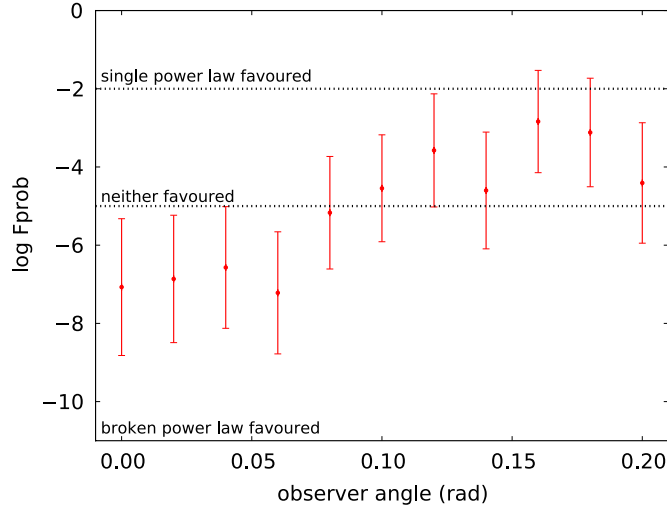 0
single power law favoured
−2
−4
neither favoured
log Fprob
−6
−8
−10
broken power law favoured
0.00 0.05 0.10 0.15 0.20
observer angle (rad)